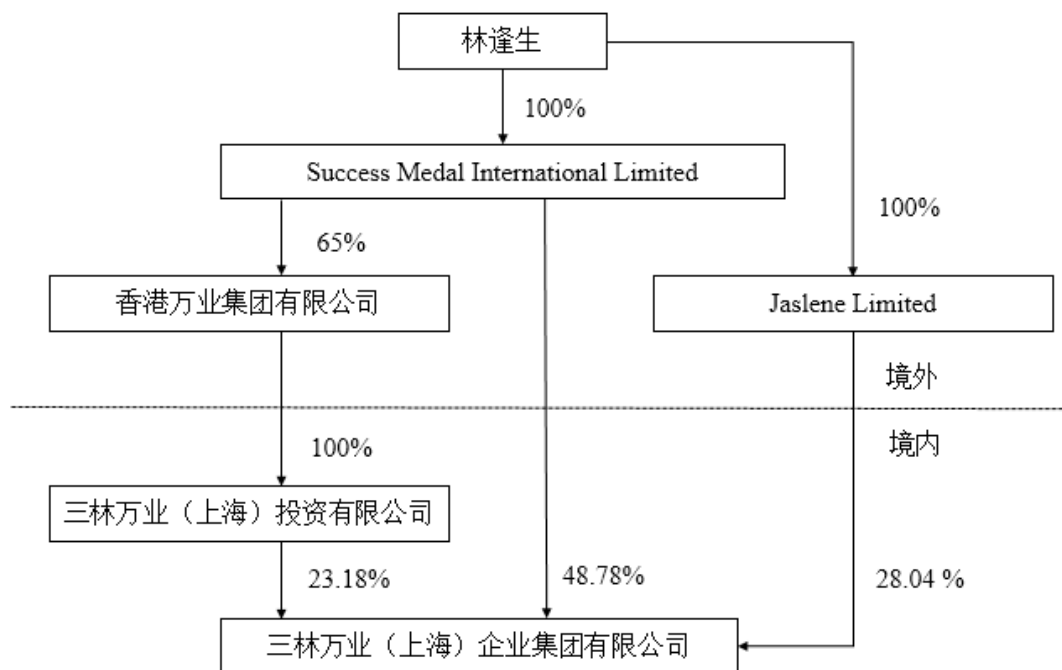 林逢生
100%
Success Medal International Limited
100%
65%
香港万业集团有限公司
Jaslene Limited
境外
境内
100%
三林万业（上海）投资有限公司
23.18%
48.78%
28.04 %
三林万业（上海）企业集团有限公司